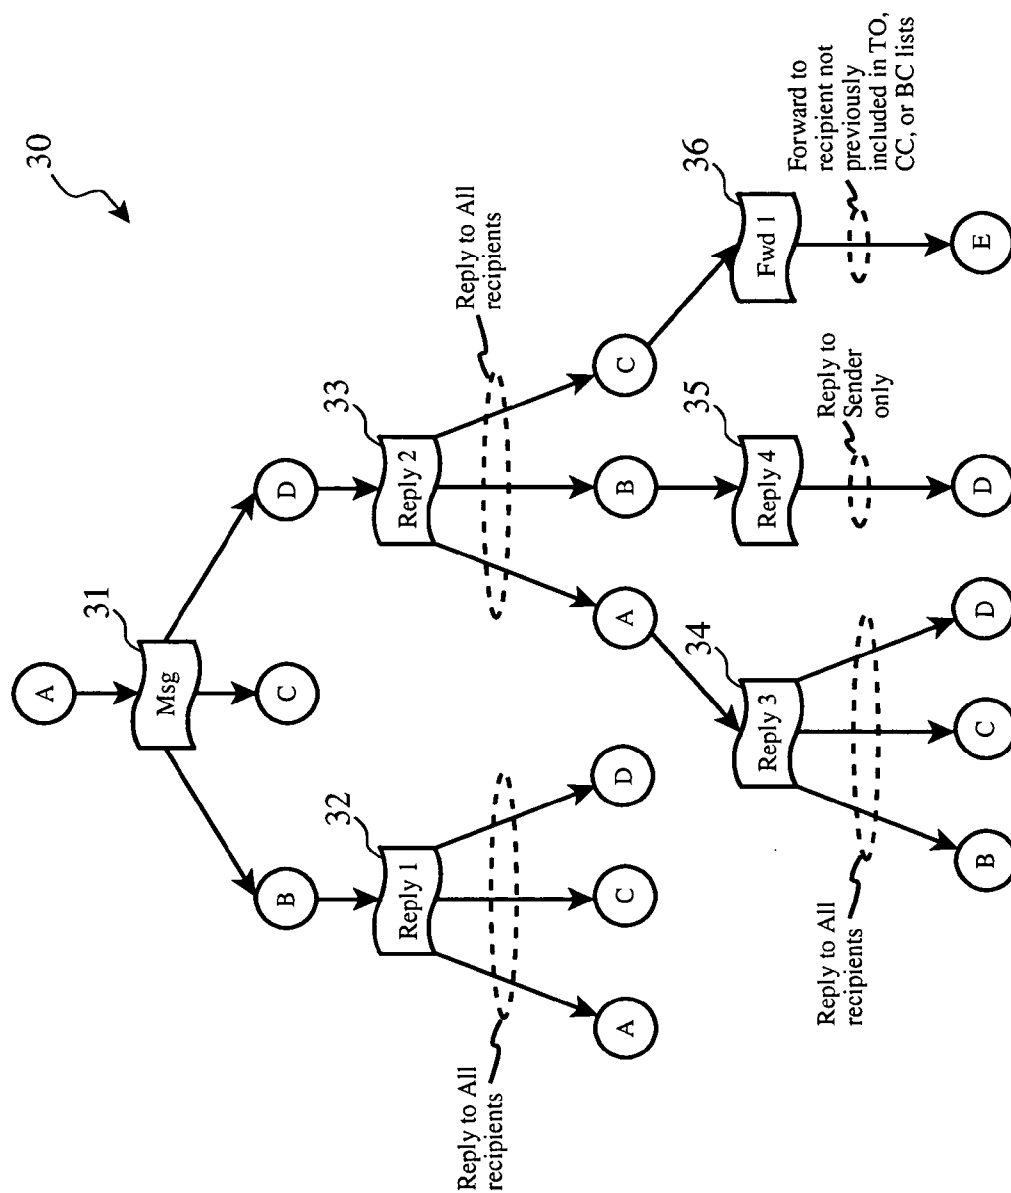 30
A
31
Msg
B
C
D
32
33
Reply 1
Reply 2
Reply to All
recipients
Reply to All
recipients
A
C
D
A
B
C
34
35
36
Reply 3
Reply 4
Fwd 1
Reply to All
recipients
Reply to
Sender
only
Forward to
recipient not
previously
included in TO,
CC, or BC lists
B
C
D
D
E